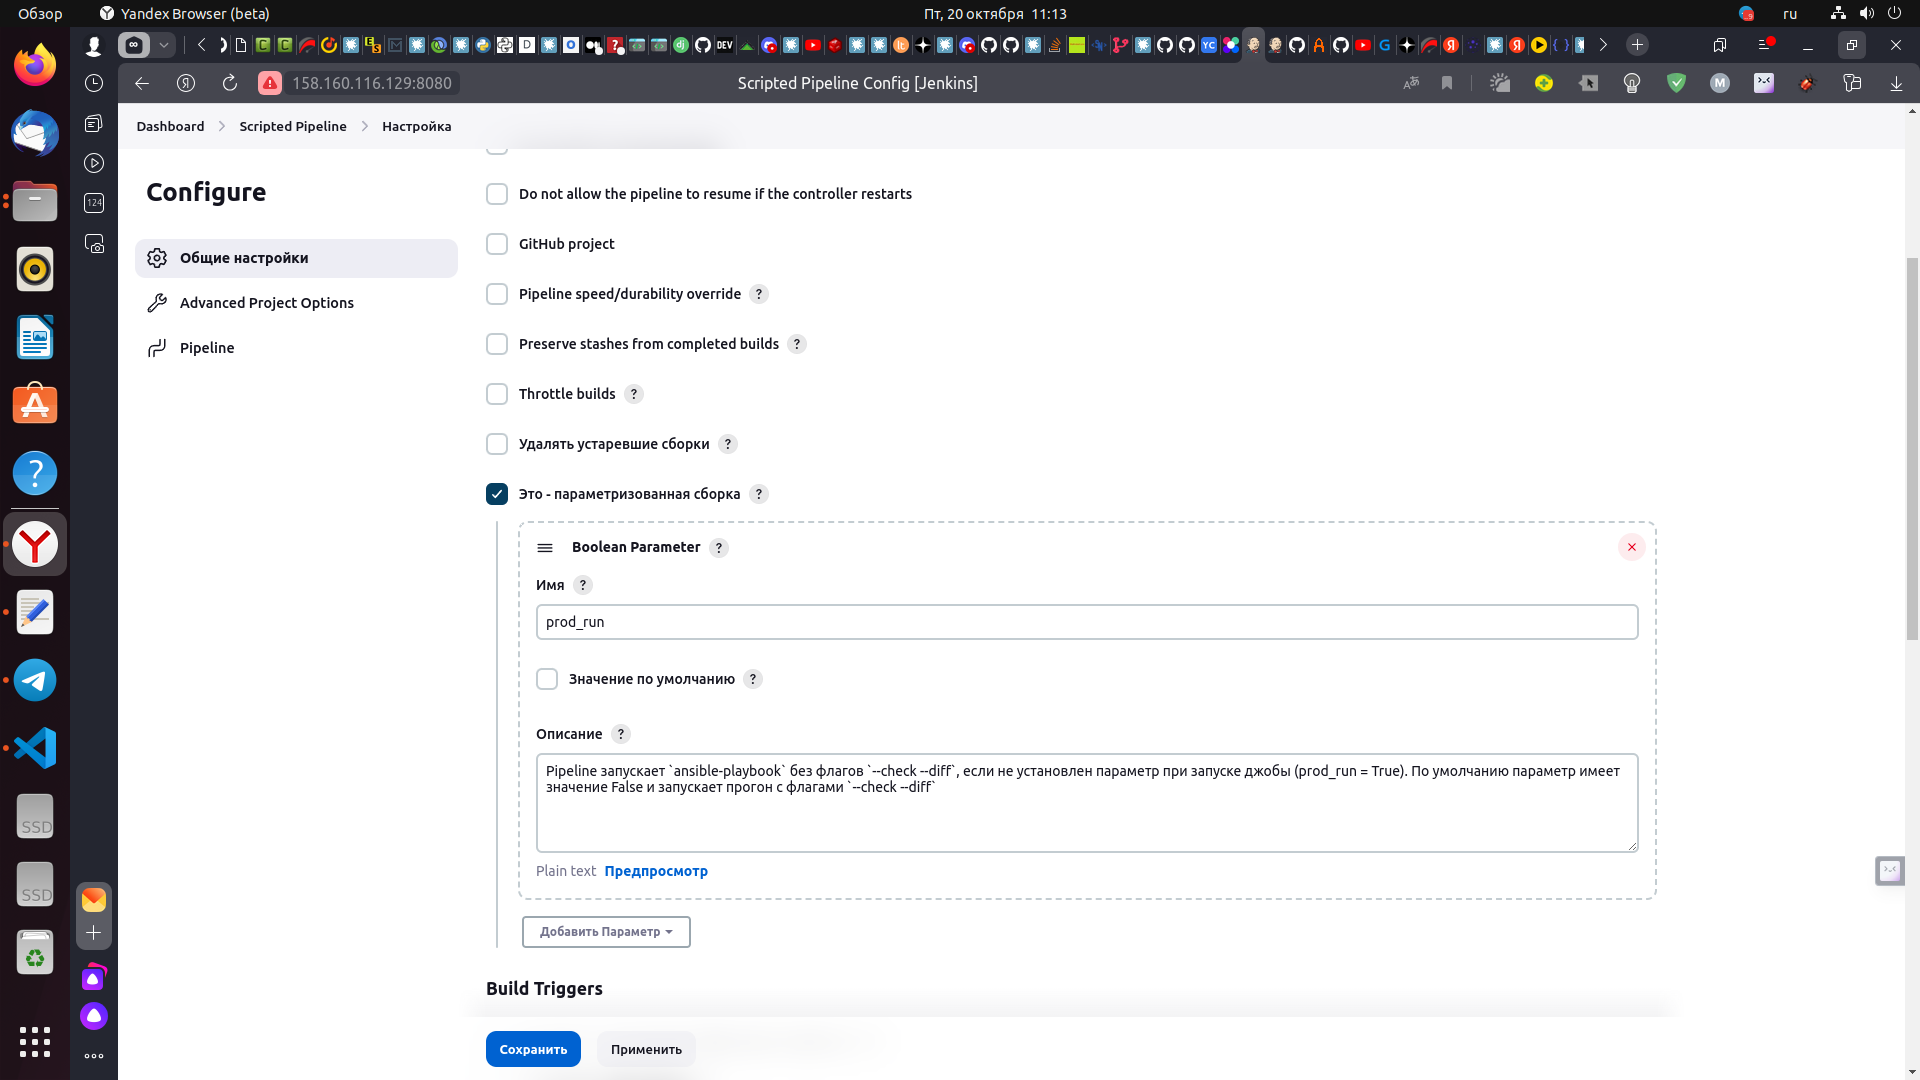 Обзор
Yandex Browser (beta)
Пт, 20 октября 11:13
ru
158.160.116.129:8080
Scripted Pipeline Config [Jenkins]
Dashboard
Scripted Pipeline
Настройка
Configure
Общие настройки
Advanced Project Options
Pipeline
Do not allow the pipeline to resume if the controller restarts
GitHub project
Pipeline speed/durability override ?
Preserve stashes from completed builds ?
Throttle builds ?
Удалять устаревшие сборки ?
Это - параметризованная сборка ?
Boolean Parameter ?
Имя ?
prod_run
Значение по умолчанию ?
Описание ?
Pipeline запускает `ansible-playbook` без флагов `--check --diff`, если не установлен параметр при запуске джобы (prod_run = True). По умолчанию параметр имеет
значение False и запускает прогон с флагами `--check --diff`
Plain text Предпросмотр
Добавить Параметр
Build Triggers
Сохранить
Применить
124
SSD
SSD